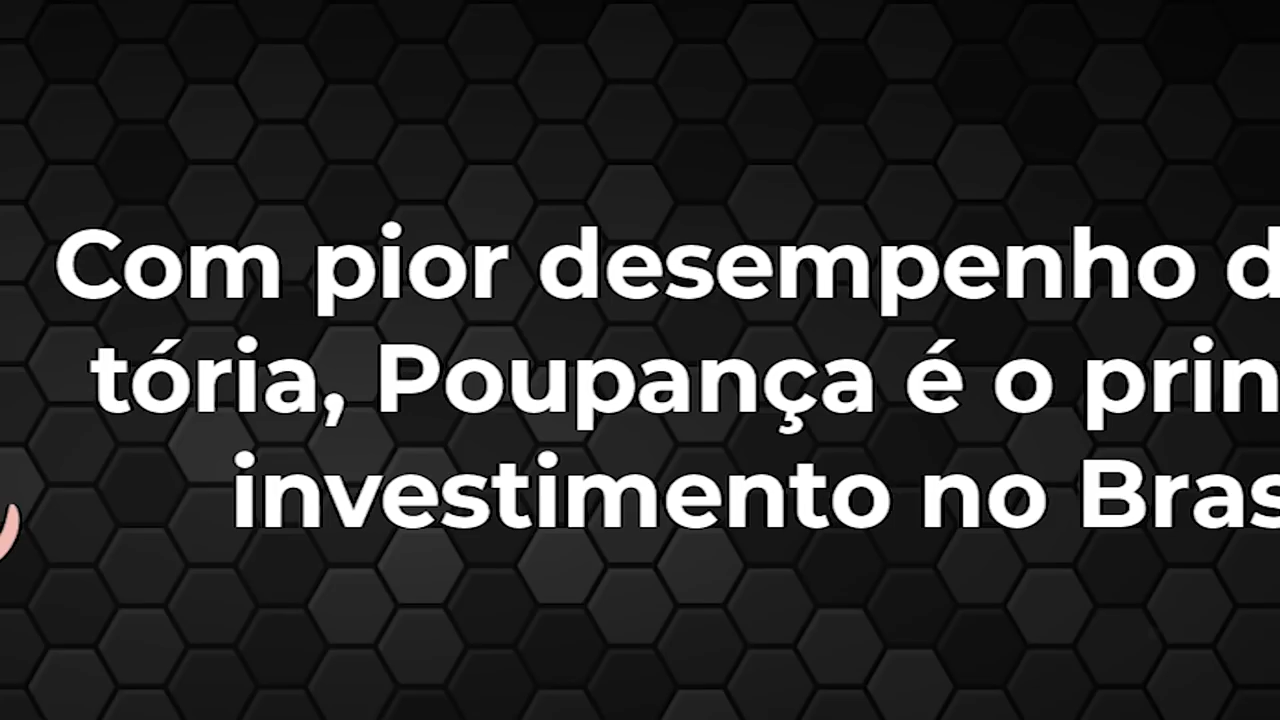 Com pior desempenho d
tória, Poupança é o prin
investimento no Bras